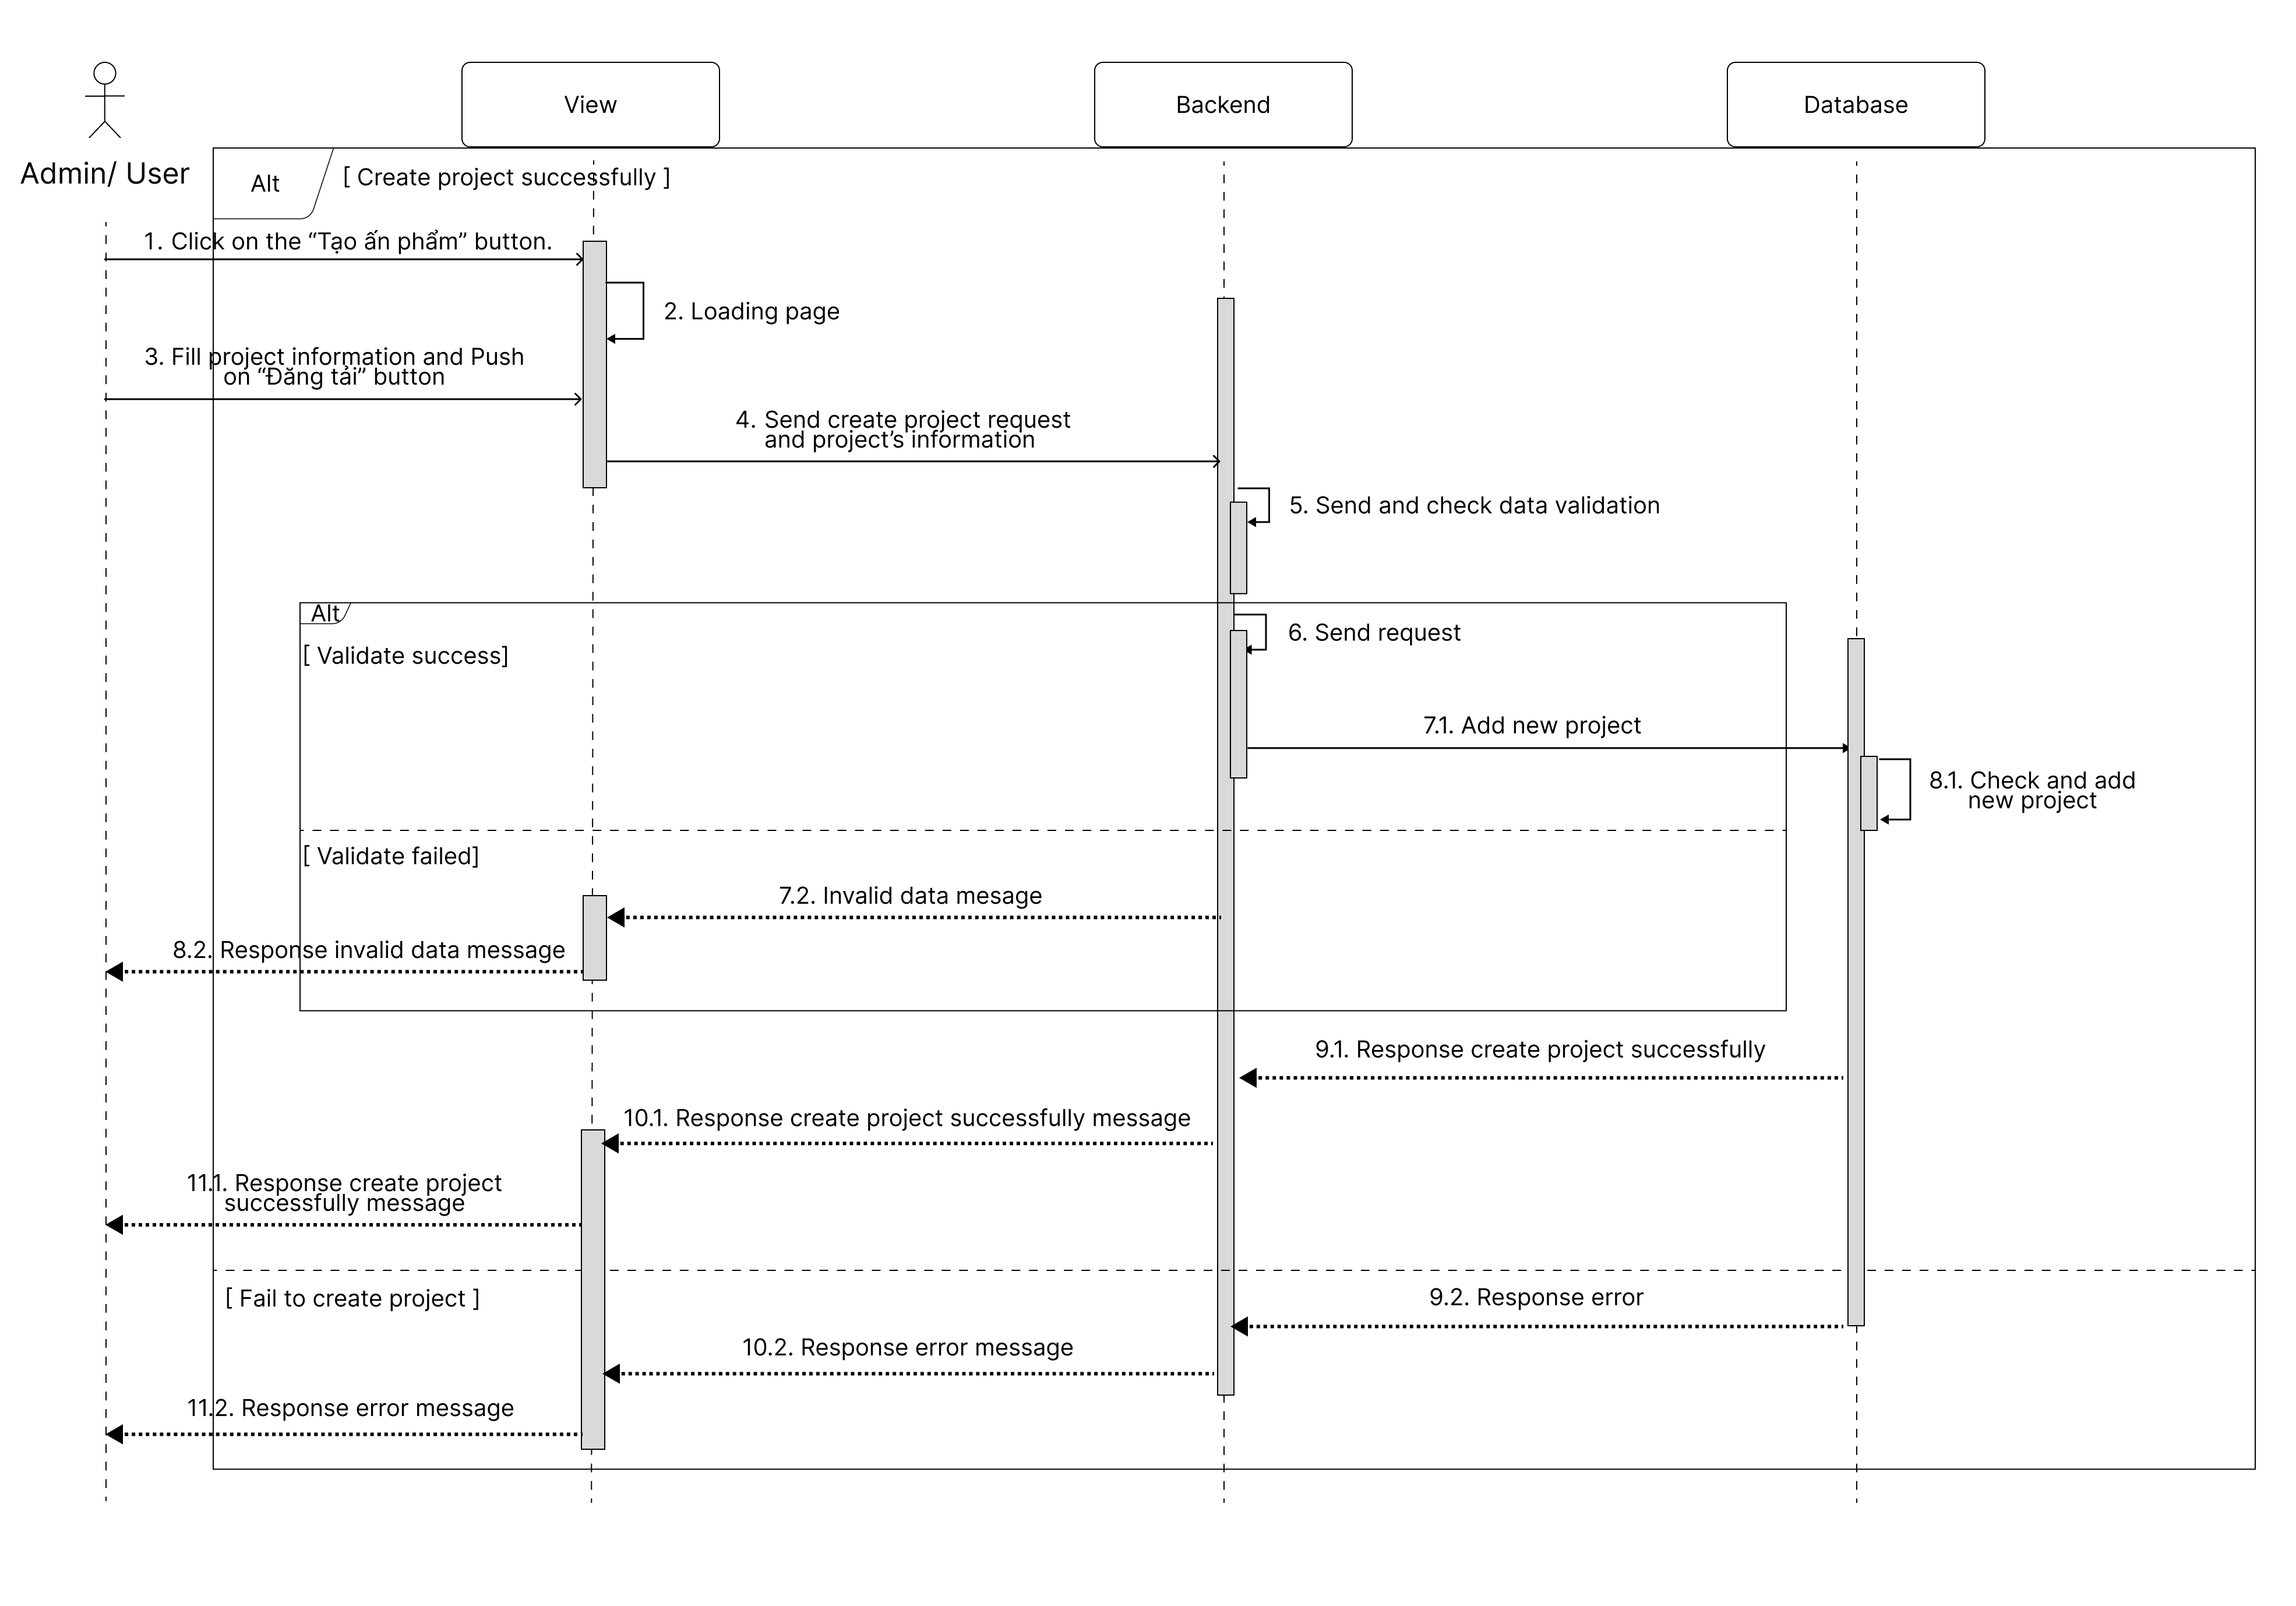 View
Backend
Database
Admin/ User
Alt
[ Create project successfully ]
1. Click on the “Tạo ấn phẩm” button.
2. Loading page
3. Fill project information and Push
on “Đăng tải” button
4. Send create project request
and project’s information
5. Send and check data validation
Alt
6. Send request
[ Validate success]
7.1. Add new project
8.1. Check and add
new project
[ Validate failed]
7.2. Invalid data mesage
8.2. Response invalid data message
9.1. Response create project successfully
10.1. Response create project successfully message
11.1. Response create project
successfully message
[ Fail to create project ]
9.2. Response error
10.2. Response error message
11.2. Response error message